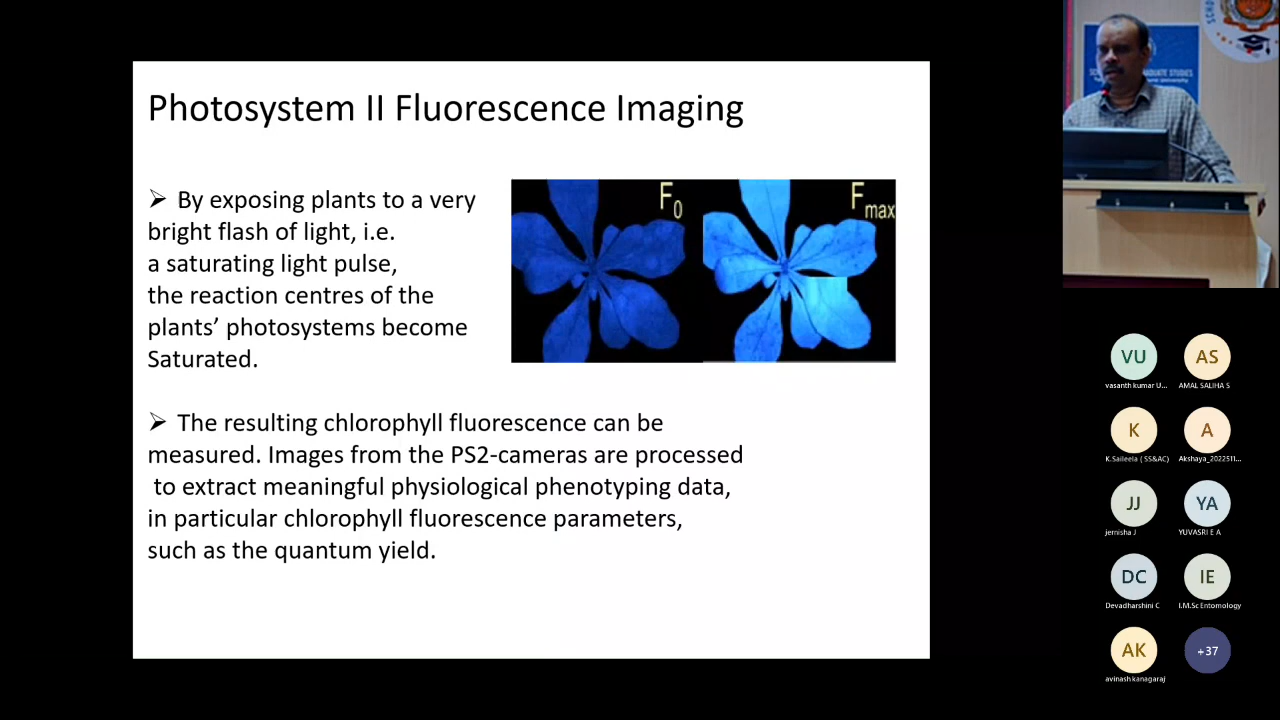 Photosystem II Fluorescence Imaging
➢ By exposing plants to a very
bright flash of light, i.e.
a saturating light pulse,
the reaction centres of the
plants’ photosystems become
Saturated.
F0
Fmax
➢ The resulting chlorophyll fluorescence can be
measured. Images from the PS2-cameras are processed
to extract meaningful physiological phenotyping data,
in particular chlorophyll fluorescence parameters,
such as the quantum yield.
VU
AS
vasanth kumar U...
AMAL SALIHA S
K
A
K.Saileela ( SS&AC)
Akshaya_2022511...
JJ
YA
jernisha J
YUVASRI E A
DC
IE
Devadharshini C
I.M.Sc Entomology
AK
+37
avinash kanagaraj